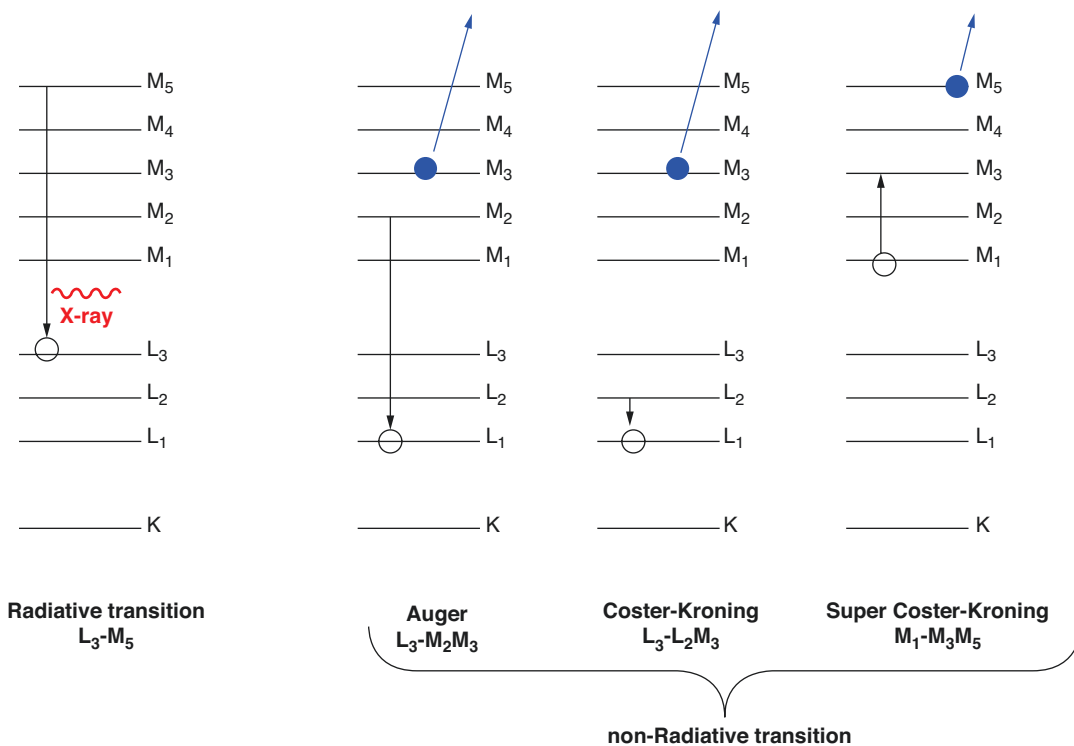 M5
M4
M3
M2
M1
X-ray
L3
L2
L1
K
Radiative transition
L3-M5
M5
M4
M3
M2
M1
L3
L2
L1
K
Auger
L3-M2M3
M5
M4
M3
M2
M1
L3
L2
L1
K
Coster-Kroning
L3-L2M3
M5
M4
M3
M2
M1
L3
L2
L1
K
Super Coster-Kroning
M1-M3M5
non-Radiative transition